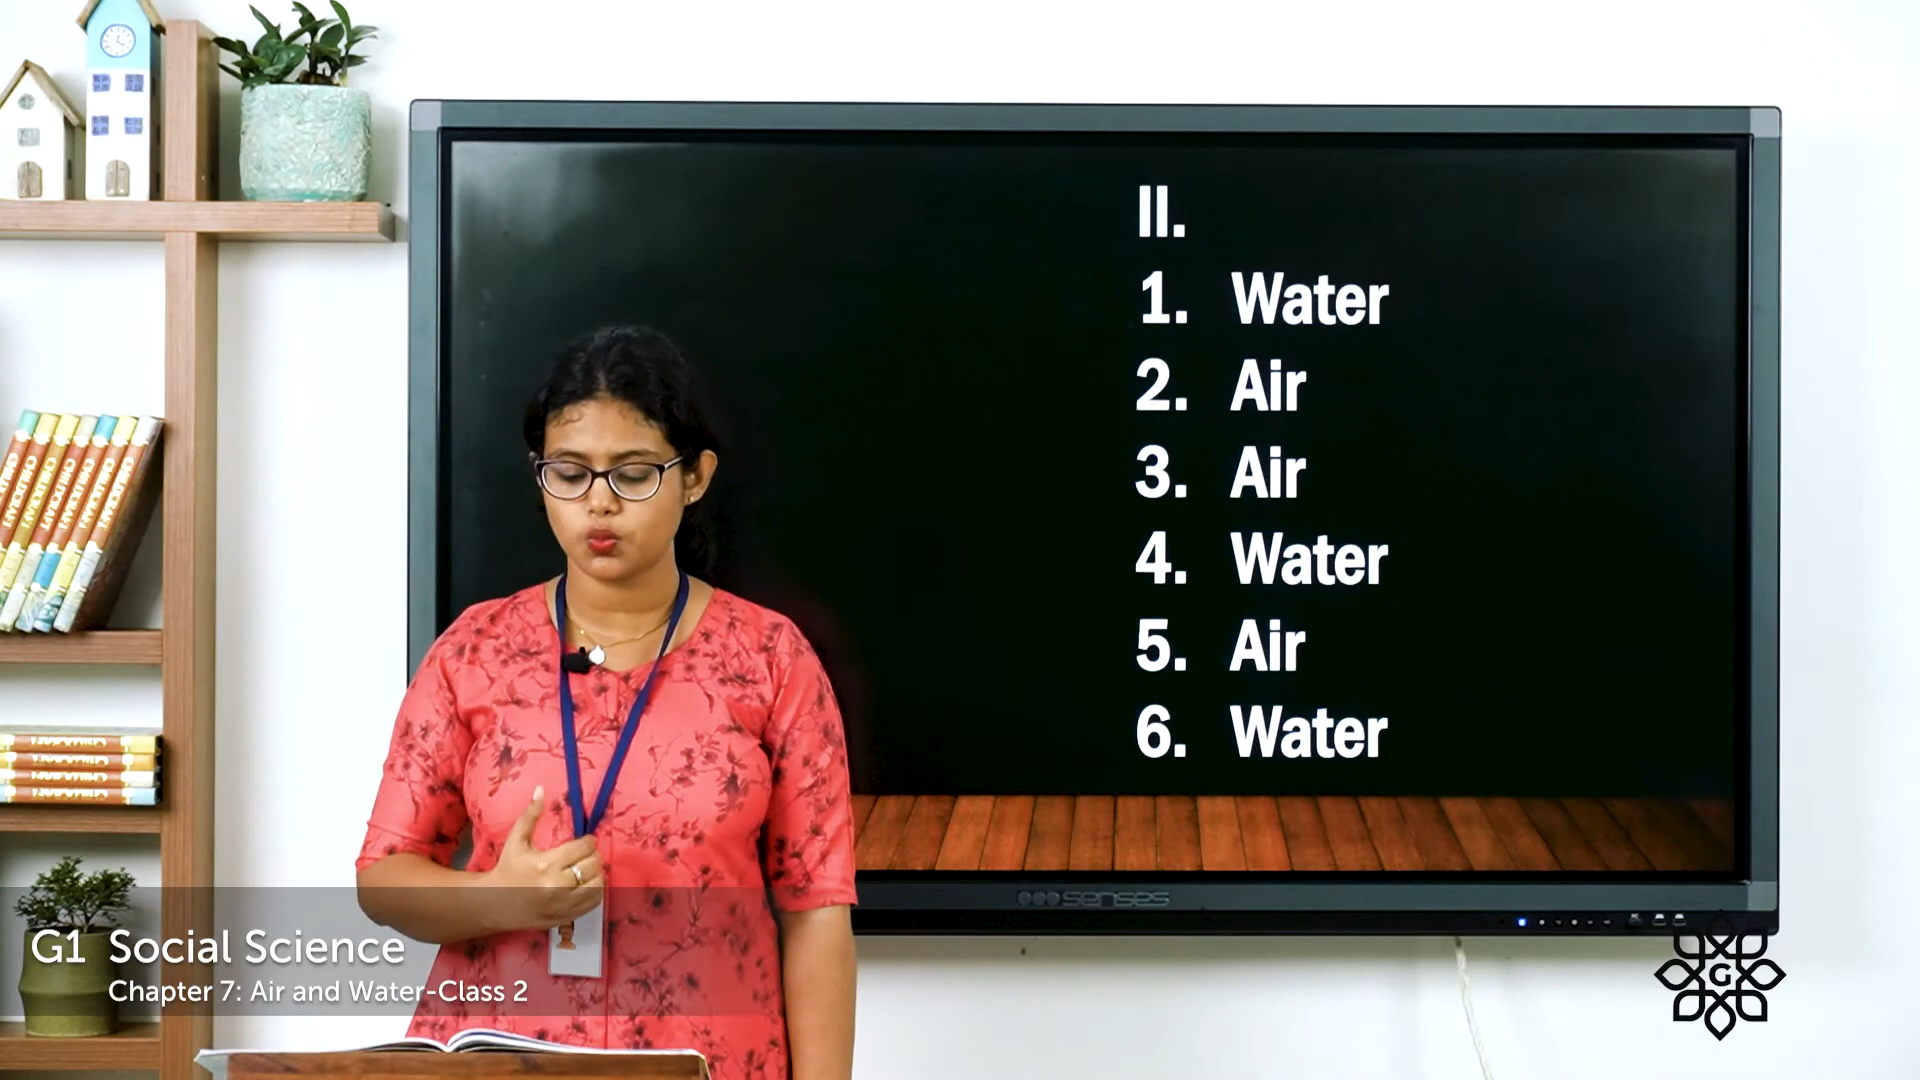 II.
1. Water
2. Air
3. Air
4. Water
5. Air
6. Water
senses
G1 Social Science
Chapter 7: Air and Water-Class 2
G